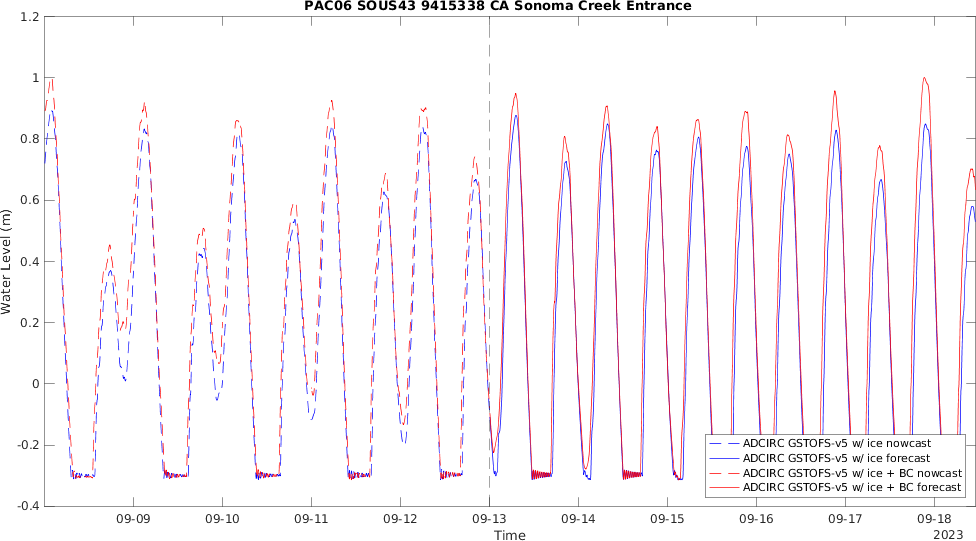 PAC06 SOUS43 9415338 CA Sonoma Creek Entrance
1.2
1
0.8
0.6
0.4
0.2
0
-0.2
-0.4
Water Level (m)
ADCIRC GSTOFS-v5 w/ ice nowcast
ADCIRC GSTOFS-v5 w/ ice forecast
ADCIRC GSTOFS-v5 w/ ice + BC nowcast
ADCIRC GSTOFS-v5 w/ ice + BC forecast
09-09 09-10 09-11 09-12 09-13 09-14 09-15 09-16 09-17 09-18
Time
2023